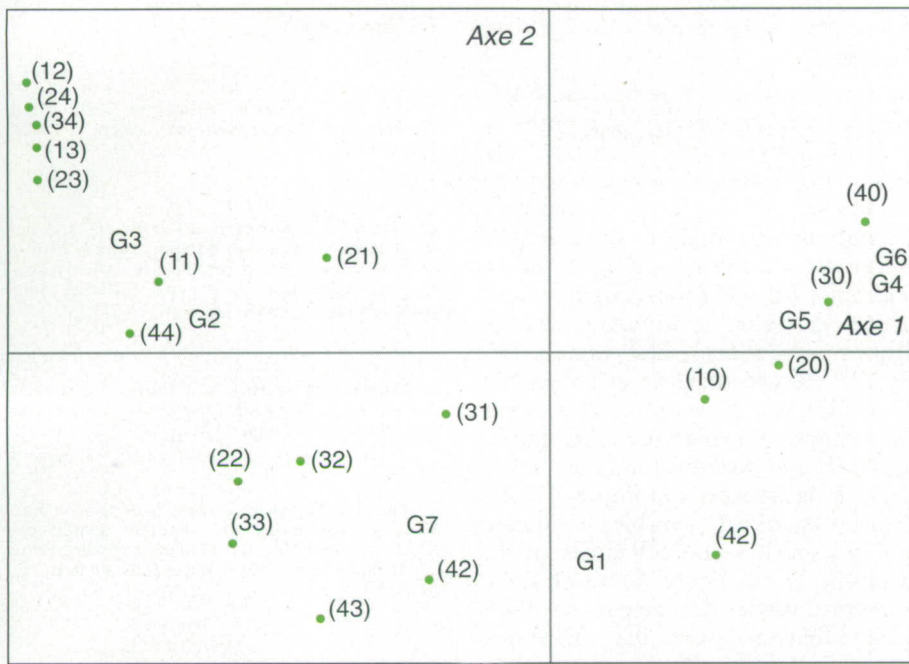 Axe 2
(12)
(24)
(34)
(13)
(23)
(40)
G3
(21)
G6
(11)
(30)
G4
G2
G5
(44)
Axe 1
(20)
(10)
(31)
(22)
(32)
(33)
G7
(42)
G1
(42)
(43)